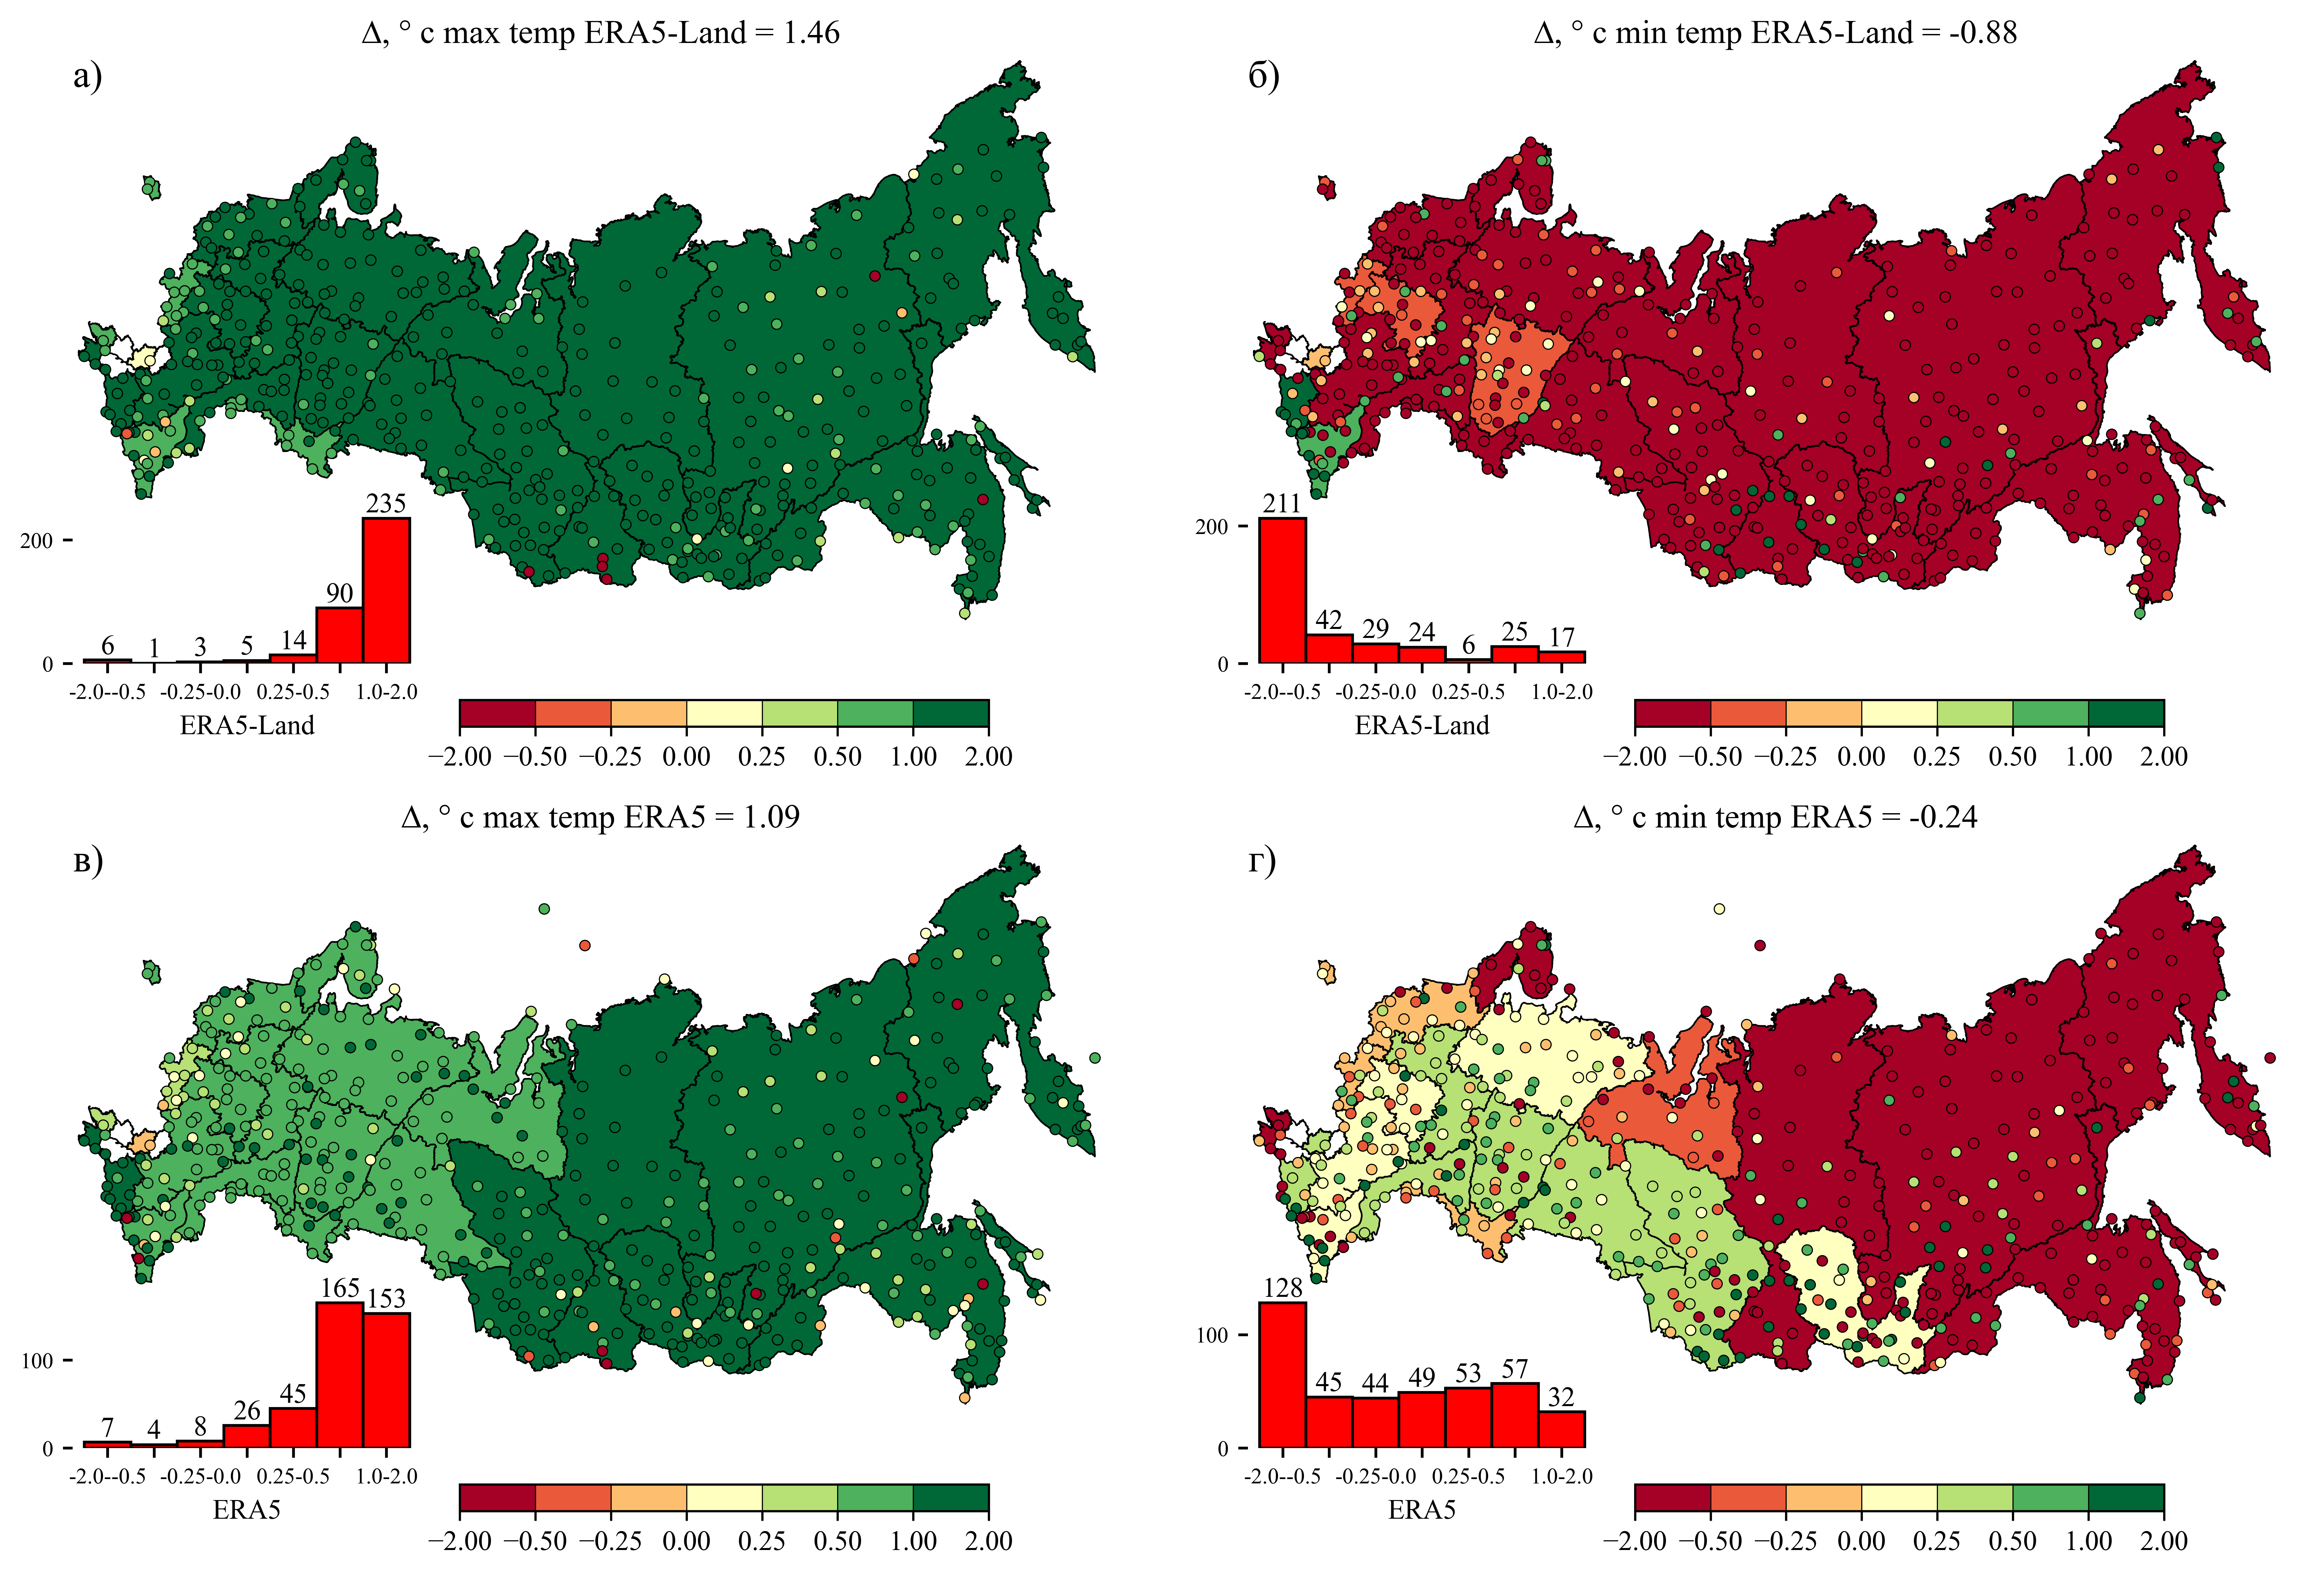 Δ, ° c max temp ERA5-Land = 1.46
а)
235
200
90
6 1 3 5 14
0
-2.0--0.5 -0.25-0.0 0.25-0.5 1.0-2.0
ERA5-Land
−2.00 −0.50 −0.25 0.00 0.25 0.50 1.00 2.00
Δ, ° c min temp ERA5-Land = -0.88
б)
211
200
42 29 24 6 25 17
0
-2.0--0.5 -0.25-0.0 0.25-0.5 1.0-2.0
ERA5-Land
−2.00 −0.50 −0.25 0.00 0.25 0.50 1.00 2.00
Δ, ° c max temp ERA5 = 1.09
в)
165 153
100
7 4 8 26 45
0
-2.0--0.5 -0.25-0.0 0.25-0.5 1.0-2.0
ERA5
−2.00 −0.50 −0.25 0.00 0.25 0.50 1.00 2.00
Δ, ° c min temp ERA5 = -0.24
г)
128
100
45 44 49 53 57 32
0
-2.0--0.5 -0.25-0.0 0.25-0.5 1.0-2.0
ERA5
−2.00 −0.50 −0.25 0.00 0.25 0.50 1.00 2.00